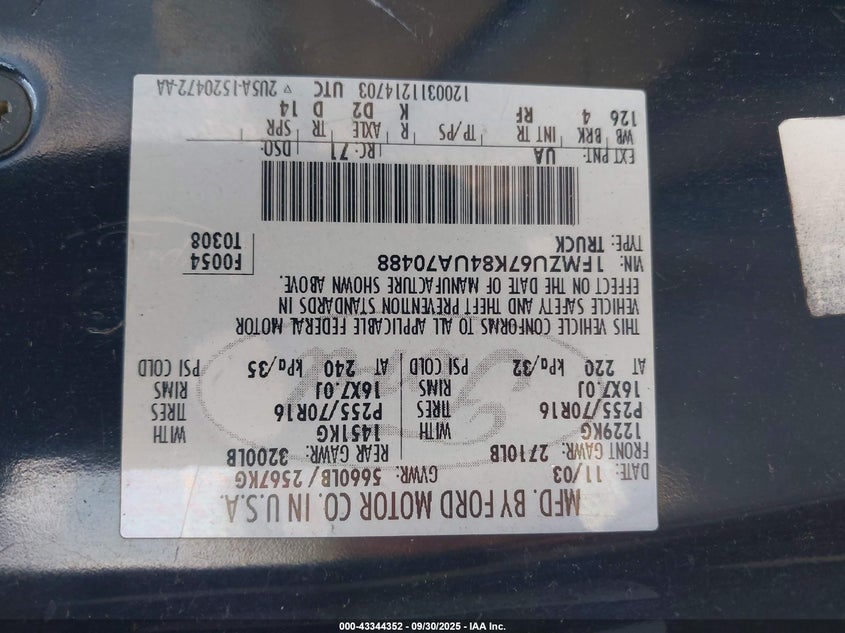 MFD. BY FORD MOTOR CO. IN U.S.A.
DATE: 11/03 GVWR: 5660LB/ 2567KG
FRONT GAWR: 2710LB REAR GAWR: 3200LB
1229KG WITH 1451KG WITH
P255/70R16 TIRES P255/70R16 TIRES
16X7.0J RIMS 16X7.0J RIMS
AT 220 kPa/32 PSI COLD AT 240 kPa/35 PSI COLD
THIS VEHICLE CONFORMS TO ALL APPLICABLE FEDERAL MOTOR
VEHICLE SAFETY AND THEFT PREVENTION STANDARDS IN
EFFECT ON THE DATE OF MANUFACTURE SHOWN ABOVE.
VIN: 1FMZU67K84UA70488 F0054
TYPE: TRUCK T0308
EXT PNT: UA RC: 71 DSO:
WB BRK INT TR TP/PS R AXLE TR SPR
126 4 RF K D2 D 14
1200311214703 UTC ▽ 2U5A-1520472-AA
000-43344352 - 09/30/2025 - IAA Inc.